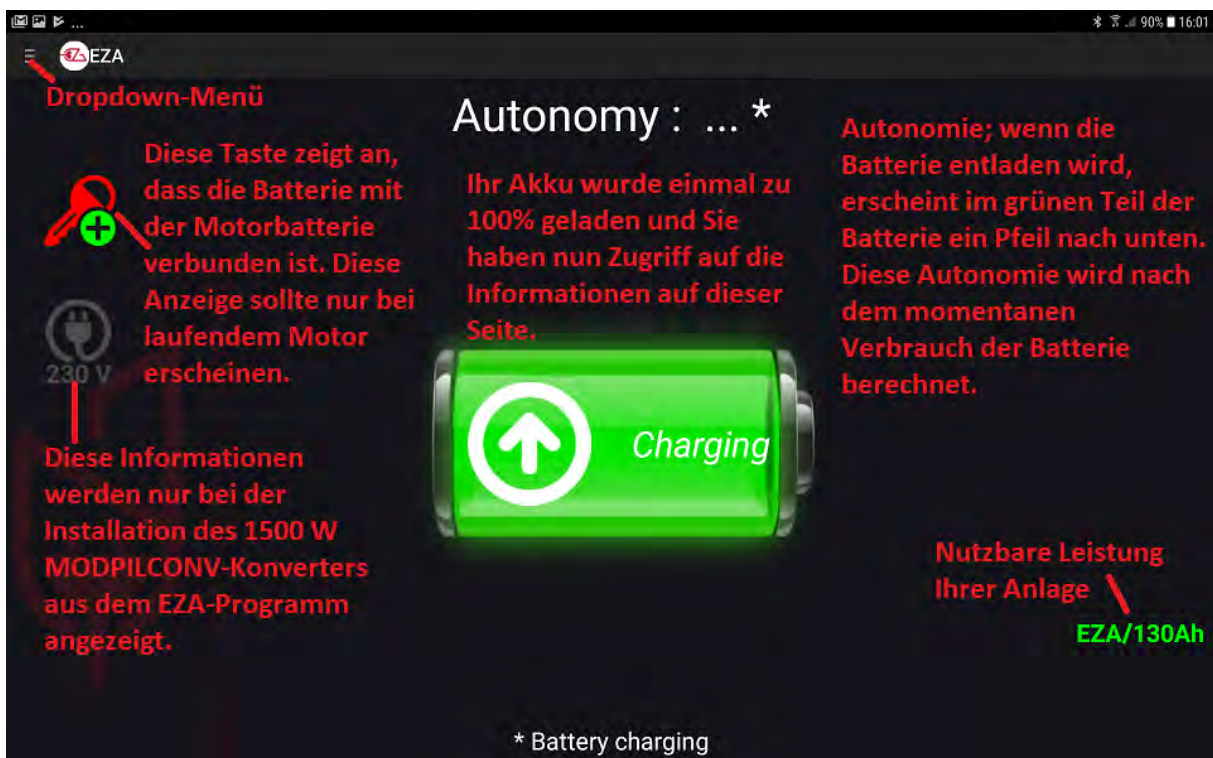 ...
90% 16:01
EZA
Dropdown-Menü
Autonomy : ... *
Diese Taste zeigt an,
dass die Batterie mit
der Motorbatterie
verbunden ist. Diese
Anzeige sollte nur bei
laufendem Motor
erscheinen.
230 V
Ihr Akku wurde einmal zu
100% geladen und Sie
haben nun Zugriff auf die
Informationen auf dieser
Seite.
Autonomie; wenn die
Batterie entladen wird,
erscheint im grünen Teil der
Batterie ein Pfeil nach unten.
Diese Autonomie wird nach
dem momentanen
Verbrauch der Batterie
berechnet.
Charging
Diese Informationen
werden nur bei der
Installation des 1500 W
MODPILCONV-Konverters
aus dem EZA-Programm
angezeigt.
Nutzbare Leistung
Ihrer Anlage
EZA/130Ah
* Battery charging